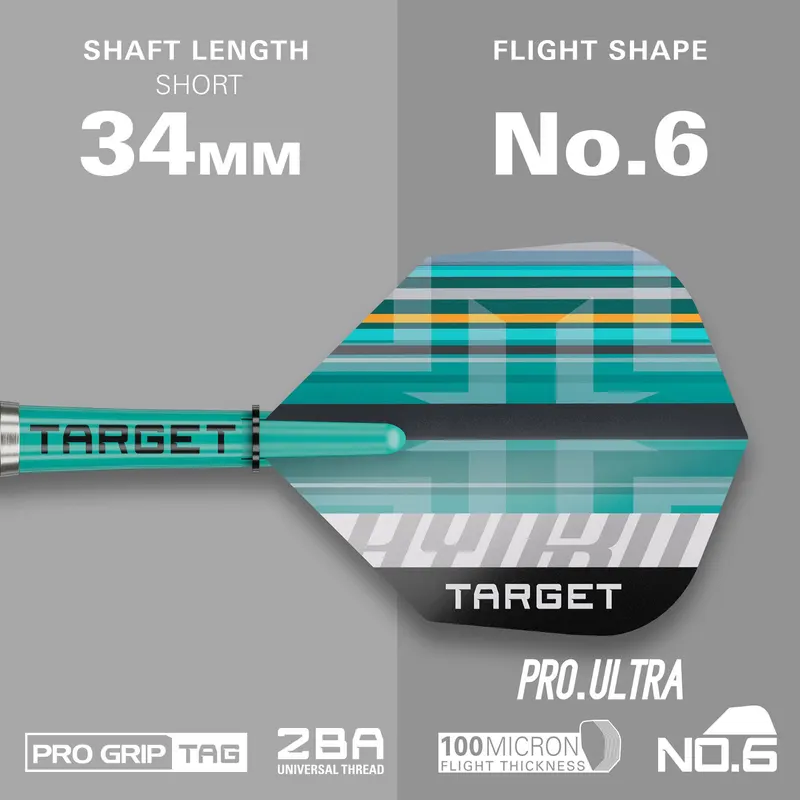 SHAFT LENGTH
SHORT
34MM
FLIGHT SHAPE
No.6
TARGET
TARGET
PRO.ULTRA
PRO GRIP TAG
2BA
UNIVERSAL THREAD
100 MICRON
FLIGHT THICKNESS
NO.6